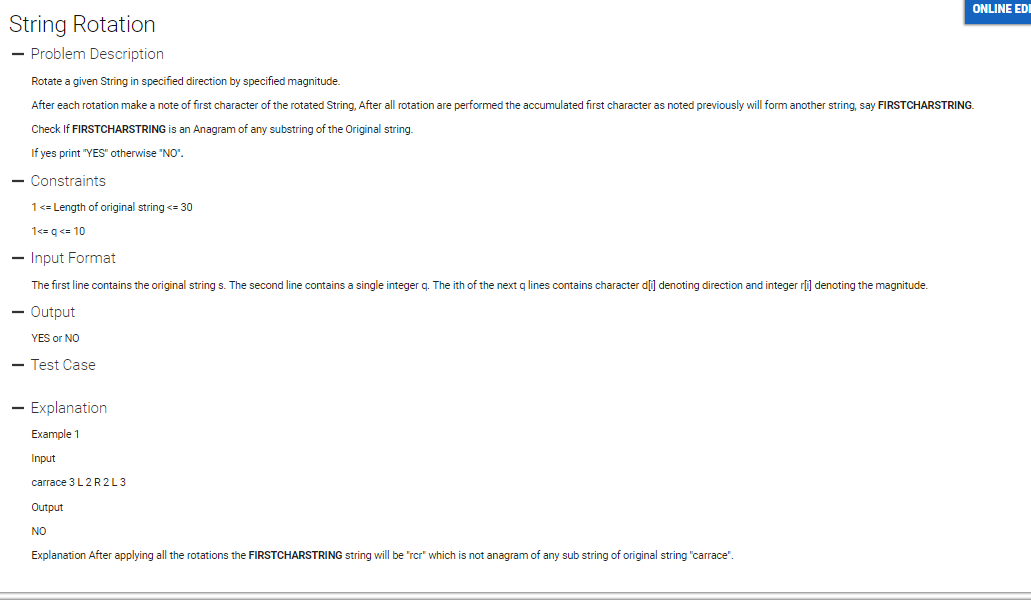 ONLINE EDI
String Rotation
Problem Description
Rotate a given String in specified direction by specified magnitude.
After each rotation make a note of first character of the rotated String, After all rotation are performed the accumulated first character as noted previously will form another string, say FIRSTCHARSTRING.
Check If FIRSTCHARSTRING is an Anagram of any substring of the Original string.
If yes print "YES" otherwise "NO".
Constraints
1 <= Length of original string <= 30
1<= q <= 10
Input Format
The first line contains the original string s. The second line contains a single integer q. The ith of the next q lines contains character d[i] denoting direction and integer r[i] denoting the magnitude.
Output
YES or NO
Test Case
Explanation
Example 1
Input
carrace 3 L 2 R 2 L 3
Output
NO
Explanation After applying all the rotations the FIRSTCHARSTRING string will be "rcr" which is not anagram of any sub string of original string "carrace".